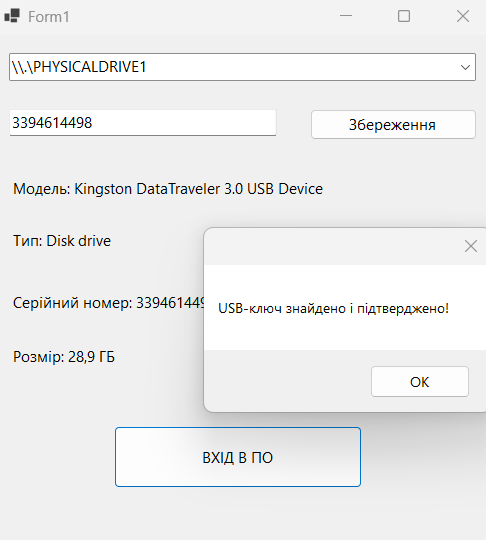 Form1
\\.\PHYSICALDRIVE1
3394614498
Збереження
Модель: Kingston DataTraveler 3.0 USB Device
Тип: Disk drive
Серійний номер: 339461449
USB-ключ знайдено і підтверджено!
Розмір: 28,9 ГБ
OK
ВХІД В ПО